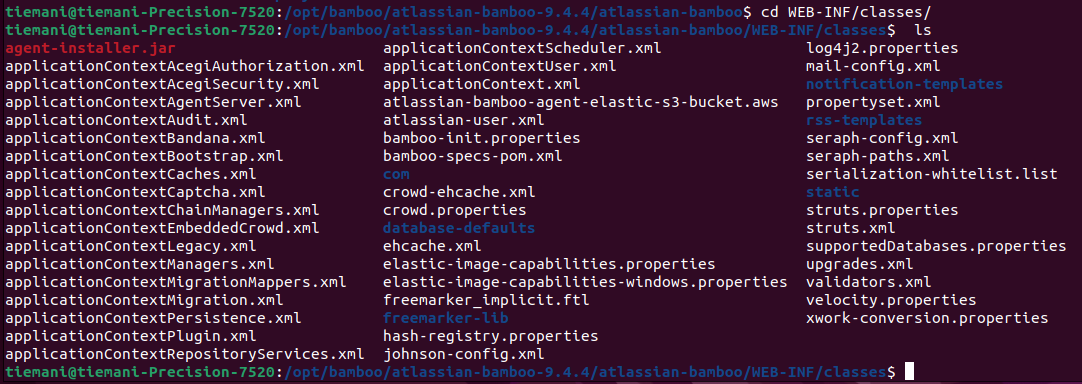 tiemani@tiemani-Precision-7520:/opt/bamboo/atlassian-bamboo-9.4.4/atlassian-bamboo$ cd WEB-INF/classes/
tiemani@tiemani-Precision-7520:/opt/bamboo/atlassian-bamboo-9.4.4/atlassian-bamboo/WEB-INF/classes$  ls
agent-installer.jar                      applicationContextScheduler.xml                log4j2.properties
applicationContextAcegiAuthorization.xml  applicationContextUser.xml                     mail-config.xml
applicationContextAcegiSecurity.xml      applicationContext.xml                         notification-templates
applicationContextAgentServer.xml        atlassian-bamboo-agent-elastic-s3-bucket.aws   propertyset.xml
applicationContextAudit.xml              atlassian-user.xml                             rss-templates
applicationContextBandana.xml            bamboo-init.properties                         seraph-config.xml
applicationContextBootstrap.xml          bamboo-specs-pom.xml                           seraph-paths.xml
applicationContextCaches.xml             com                                            serialization-whitelist.list
applicationContextCaptcha.xml            crowd-ehcache.xml                              static
applicationContextChainManagers.xml      crowd.properties                               struts.properties
applicationContextEmbeddedCrowd.xml      database-defaults                              struts.xml
applicationContextLegacy.xml             ehcache.xml                                    supportedDatabases.properties
applicationContextManagers.xml           elastic-image-capabilities.properties          upgrades.xml
applicationContextMigrationMappers.xml   elastic-image-capabilities-windows.properties  validators.xml
applicationContextMigration.xml          freemarker_implicit.ftl                        velocity.properties
applicationContextPersistence.xml        freemarker-lib                                 xwork-conversion.properties
applicationContextPlugin.xml             hash-registry.properties
applicationContextRepositoryServices.xml  johnson-config.xml
tiemani@tiemani-Precision-7520:/opt/bamboo/atlassian-bamboo-9.4.4/atlassian-bamboo/WEB-INF/classes$